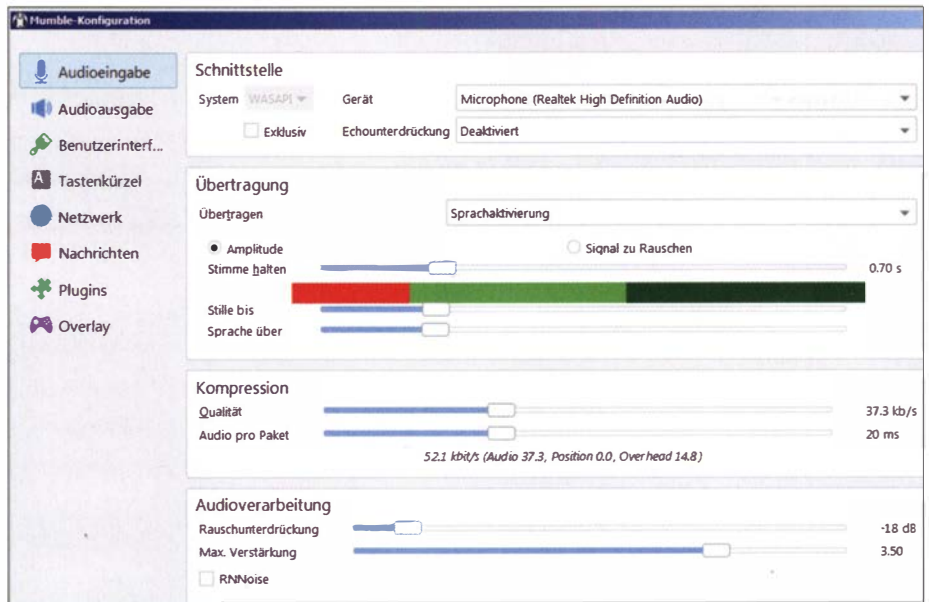 Mumble-Konfiguration
Audioeingabe
Audioausgabe
Benutzerinterf...
Tastenkürzel
Netzwerk
Nachrichten
Plugins
Overlay
Schnittstelle
System WASAPI Gerät Microphone (Realtek High Definition Audio)
Exklusiv Echounterdrückung Deaktiviert
Übertragung
Übertragen Sprachaktivierung
Amplitude Signal zu Rauschen
Stimme halten 0.70 s
Stille bis
Sprache über
Kompression
Qualität 37.3 kb/s
Audio pro Paket 20 ms
52.1 kbit/s (Audio 37.3, Position 0.0, Overhead 14.8)
Audioverarbeitung
Rauschunterdrückung -18 dB
Max. Verstärkung 3.50
RNNoise